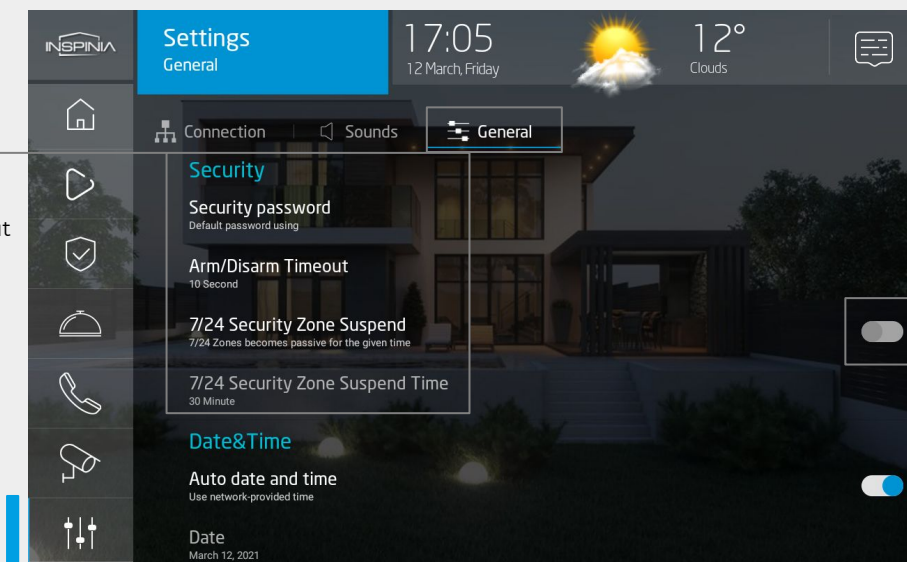 INSPINIA
Settings
General
17:05
12 March, Friday
12°
Clouds
Connection
Sounds
General
Security
Security password
Default password using
Arm/Disarm Timeout
10 Second
7/24 Security Zone Suspend
7/24 Zones becomes passive for the given time
7/24 Security Zone Suspend Time
30 Minute
Date&Time
Auto date and time
Use network-provided time
Date
March 12, 2021